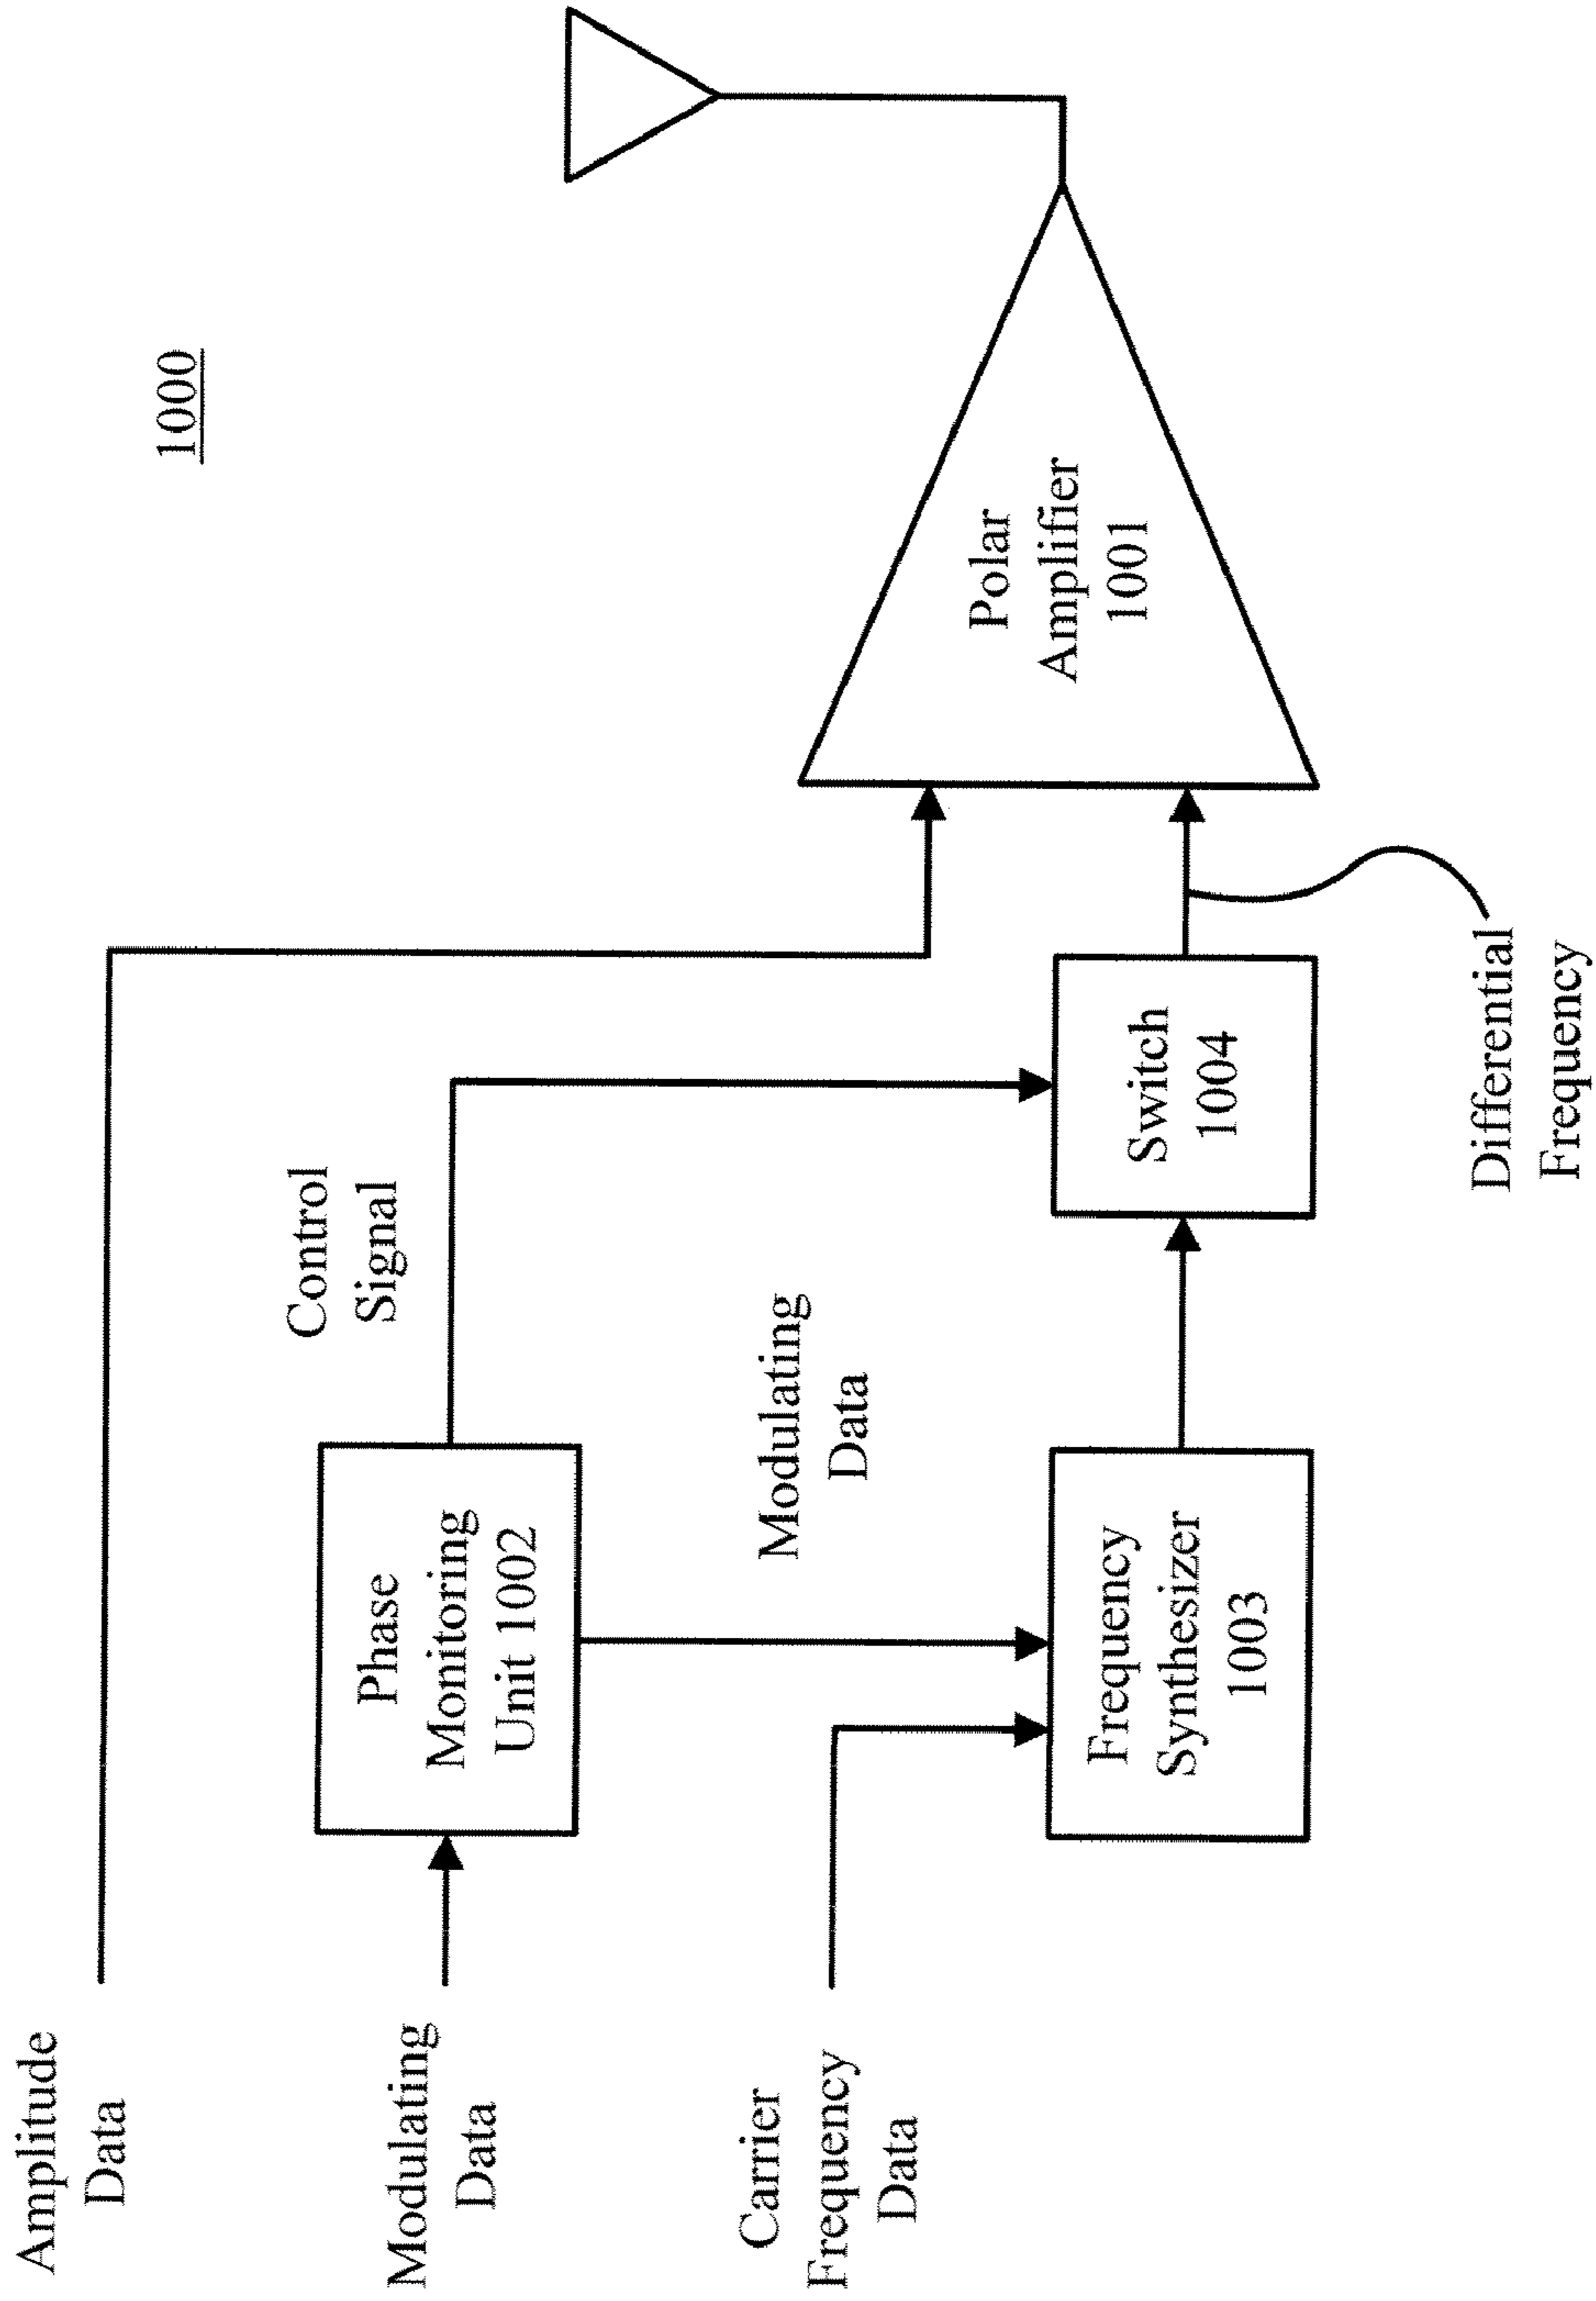 1000
Amplitude
Data
Control
Signal
Modulating
Data
Phase
Monitoring
Unit 1002
Modulating
Data
Polar
Amplifier
1001
Carrier
Frequency
Data
Frequency
Synthesizer
1003
Switch
1004
Differential
Frequency